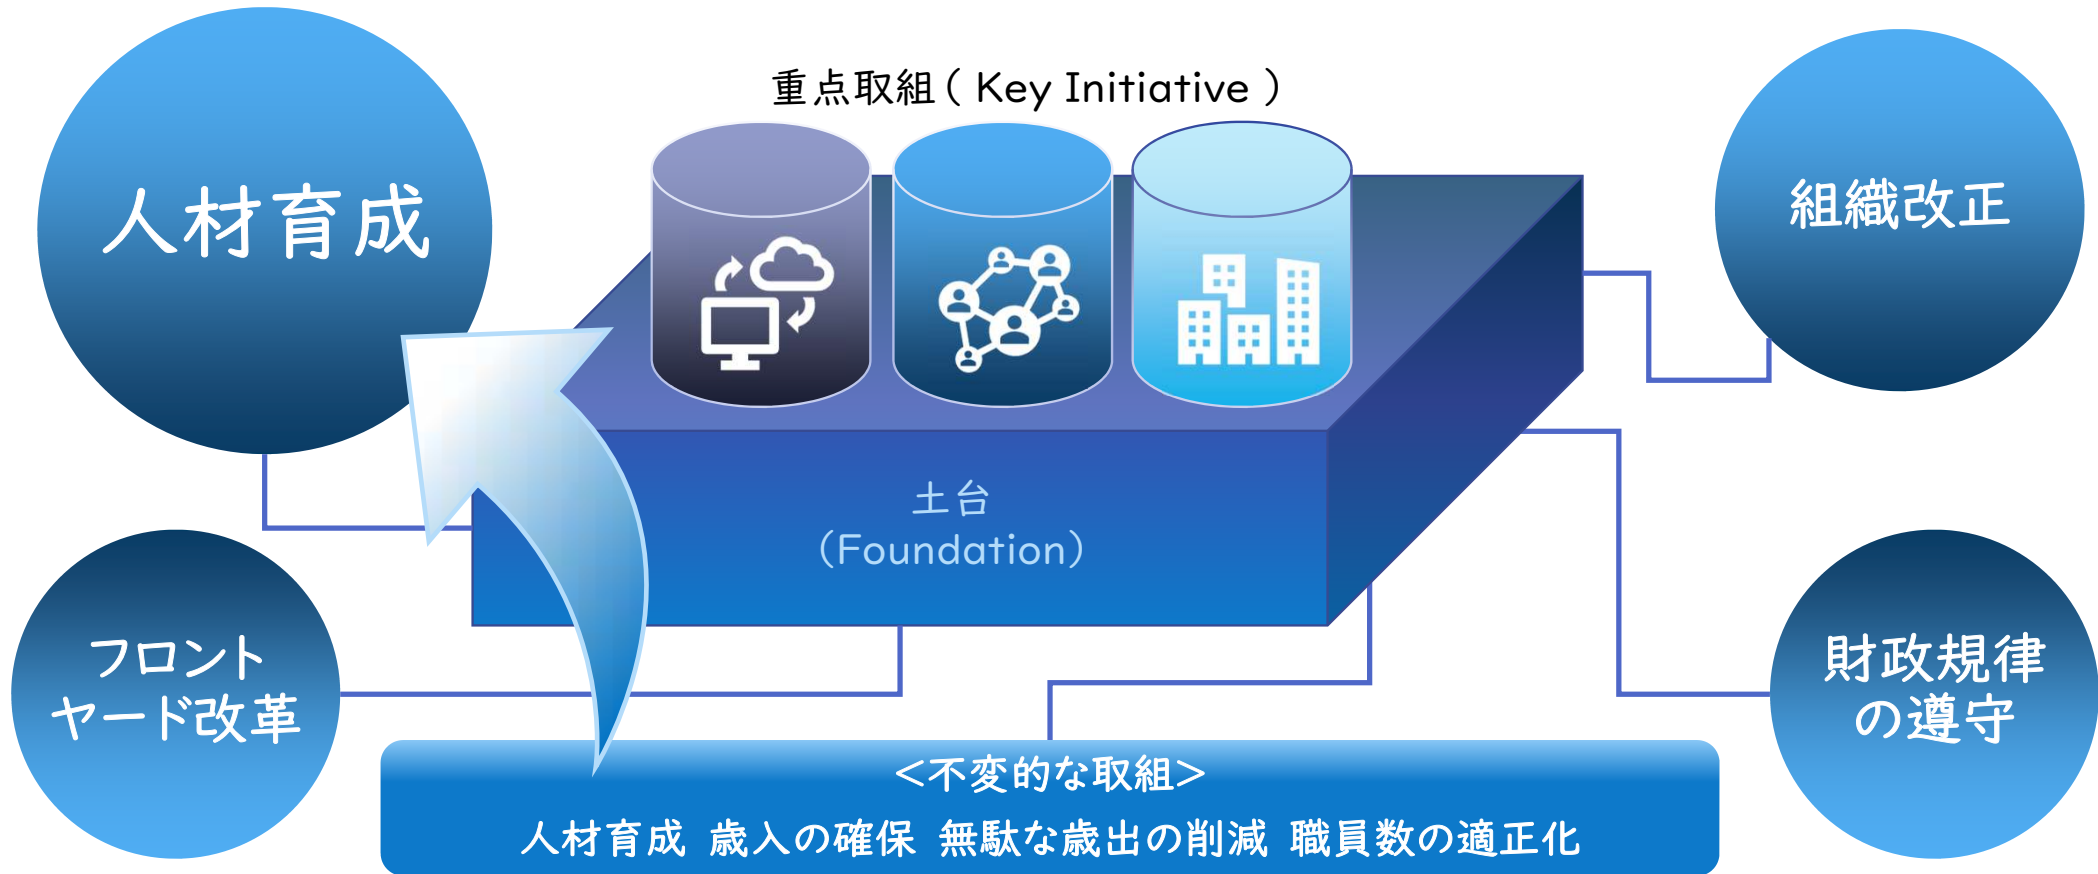 重点取組( Key Initiative )
人材育成
組織改正
土台
(Foundation)
フロント
ヤード改革
財政規律
の遵守
<不変的な取組>
人材育成 歳入の確保 無駄な歳出の削減 職員数の適正化